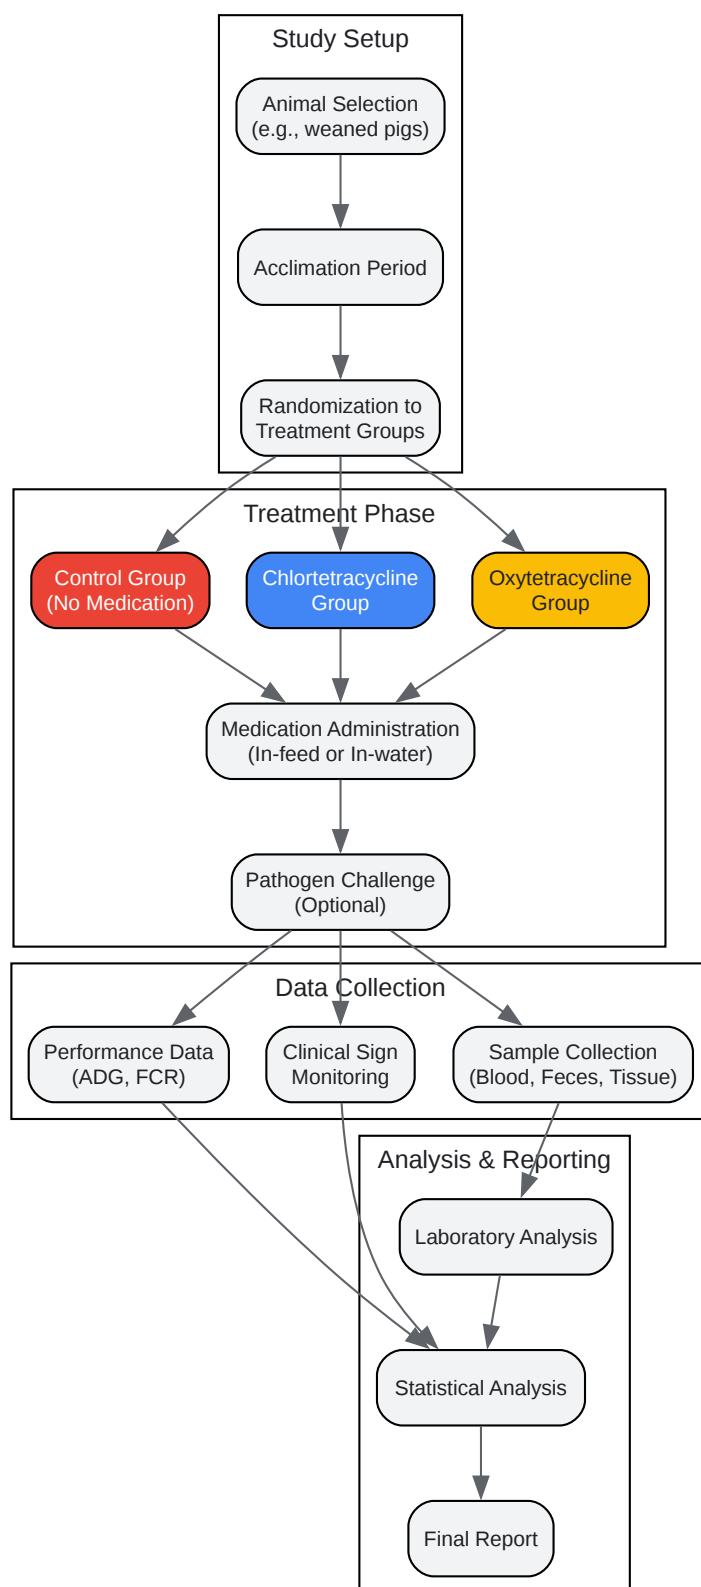 Study Setup
Animal Selection
(e.g., weaned pigs)
Acclimation Period
Randomization to
Treatment Groups
Treatment Phase
Control Group
(No Medication)
Chlortetracycline
Group
Oxytetracycline
Group
Medication Administration
(In-feed or In-water)
Pathogen Challenge
(Optional)
Data Collection
Performance Data
(ADG, FCR)
Clinical Sign
Monitoring
Sample Collection
(Blood, Feces, Tissue)
Analysis & Reporting
Laboratory Analysis
Statistical Analysis
Final Report